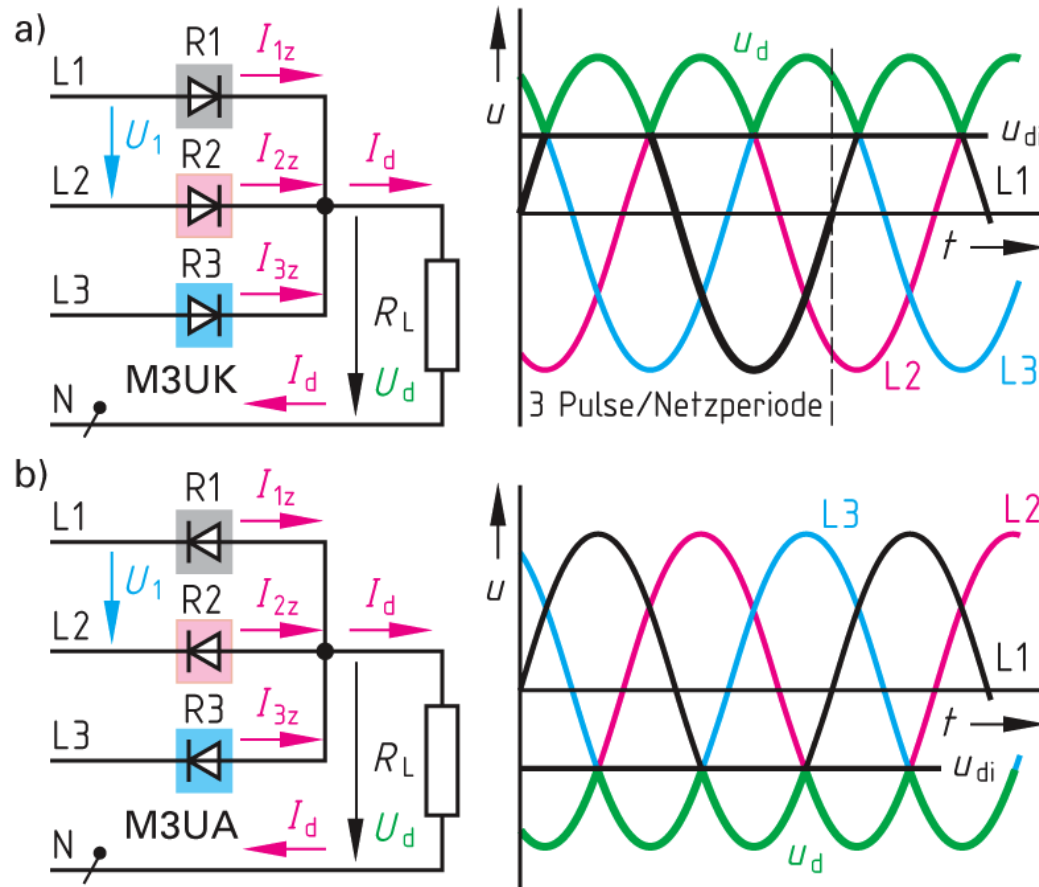 a)
R1
I1z
L1
U1
R2
I2z
Id
L2
R3
I3z
L3
RL
M3UK
Id
Ud
N
u
ud
udi
L1
t
L2
L3
3 Pulse/Netzperiode
b)
R1
I1z
L1
U1
R2
I2z
Id
L2
R3
I3z
L3
RL
M3UA
Id
Ud
N
u
L3
L2
L1
t
udi
ud